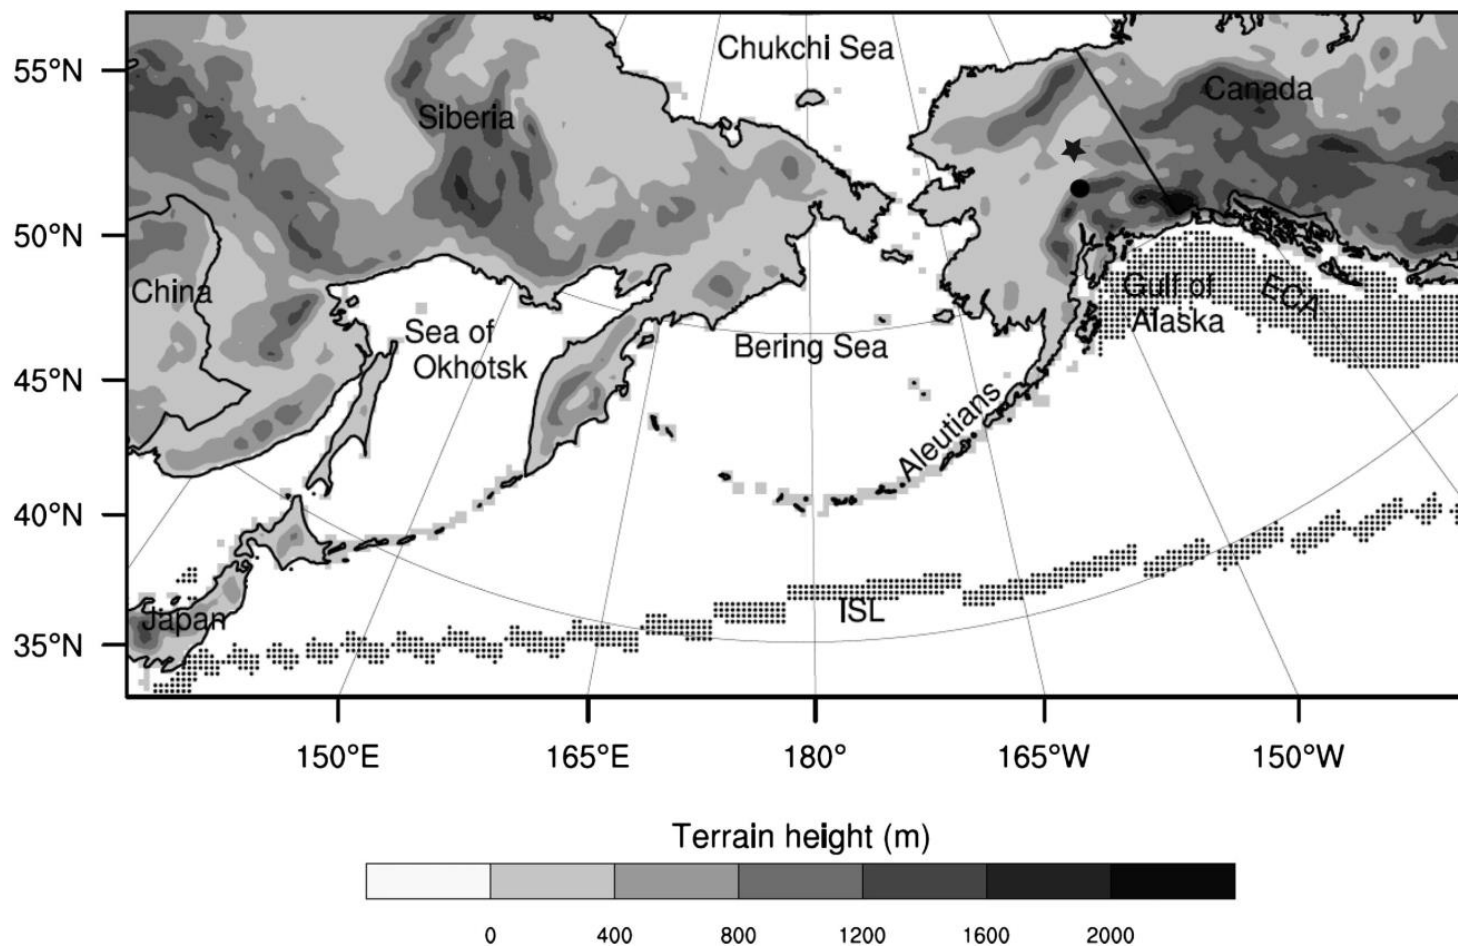 Chukchi Sea
55°N
Canada
Siberia
50°N
China
Gulf of
ECA
Alaska
Sea of
Okhotsk
Bering Sea
45°N
Aleutians
40°N
ISL
Japan
35°N
150°E 165°E 180° 165°W 150°W
Terrain height (m)
0 400 800 1200 1600 2000